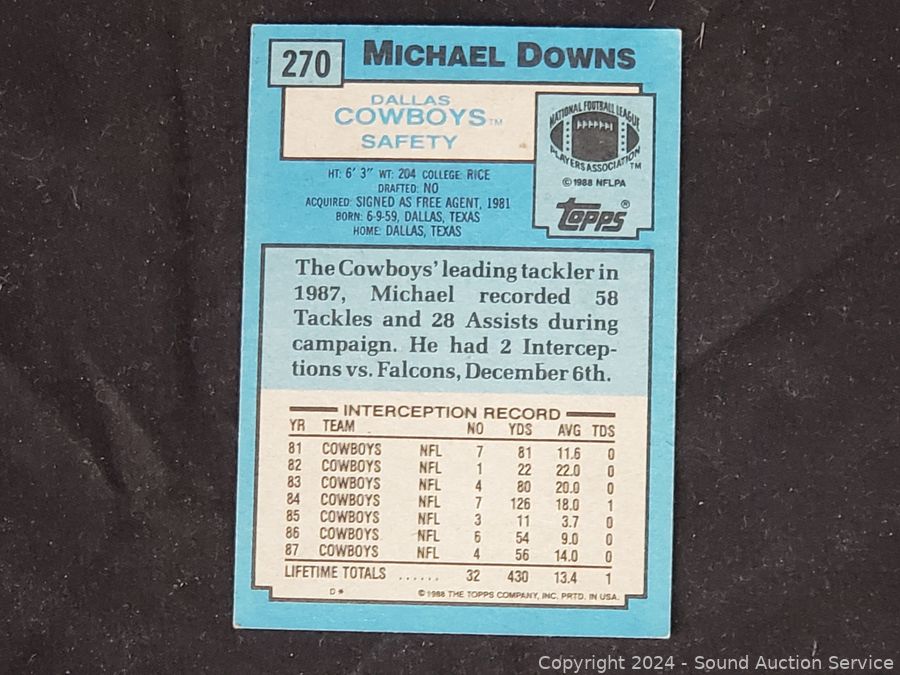 270
MICHAEL DOWNS
DALLAS
COWBOYS™
SAFETY
NATIONAL FOOTBALL LEAGUE
PLAYERS ASSOCIATION™
© 1988 NFLPA
Topps®
HT: 6' 3" WT: 204 COLLEGE: RICE
DRAFTED: NO
ACQUIRED: SIGNED AS FREE AGENT, 1981
BORN: 6-9-59, DALLAS, TEXAS
HOME: DALLAS, TEXAS
The Cowboys' leading tackler in
1987, Michael recorded 58
Tackles and 28 Assists during
campaign. He had 2 Intercep-
tions vs. Falcons, December 6th.
INTERCEPTION RECORD
YR TEAM NO YDS AVG TDS
81 COWBOYS NFL 7 81 11.6 0
82 COWBOYS NFL 1 22 22.0 0
83 COWBOYS NFL 4 80 20.0 0
84 COWBOYS NFL 7 126 18.0 1
85 COWBOYS NFL 3 11 3.7 0
86 COWBOYS NFL 6 54 9.0 0
87 COWBOYS NFL 4 56 14.0 0
LIFETIME TOTALS ...... 32 430 13.4 1
D* © 1988 THE TOPPS COMPANY, INC. PRTD. IN USA.
Copyright 2024 - Sound Auction Service